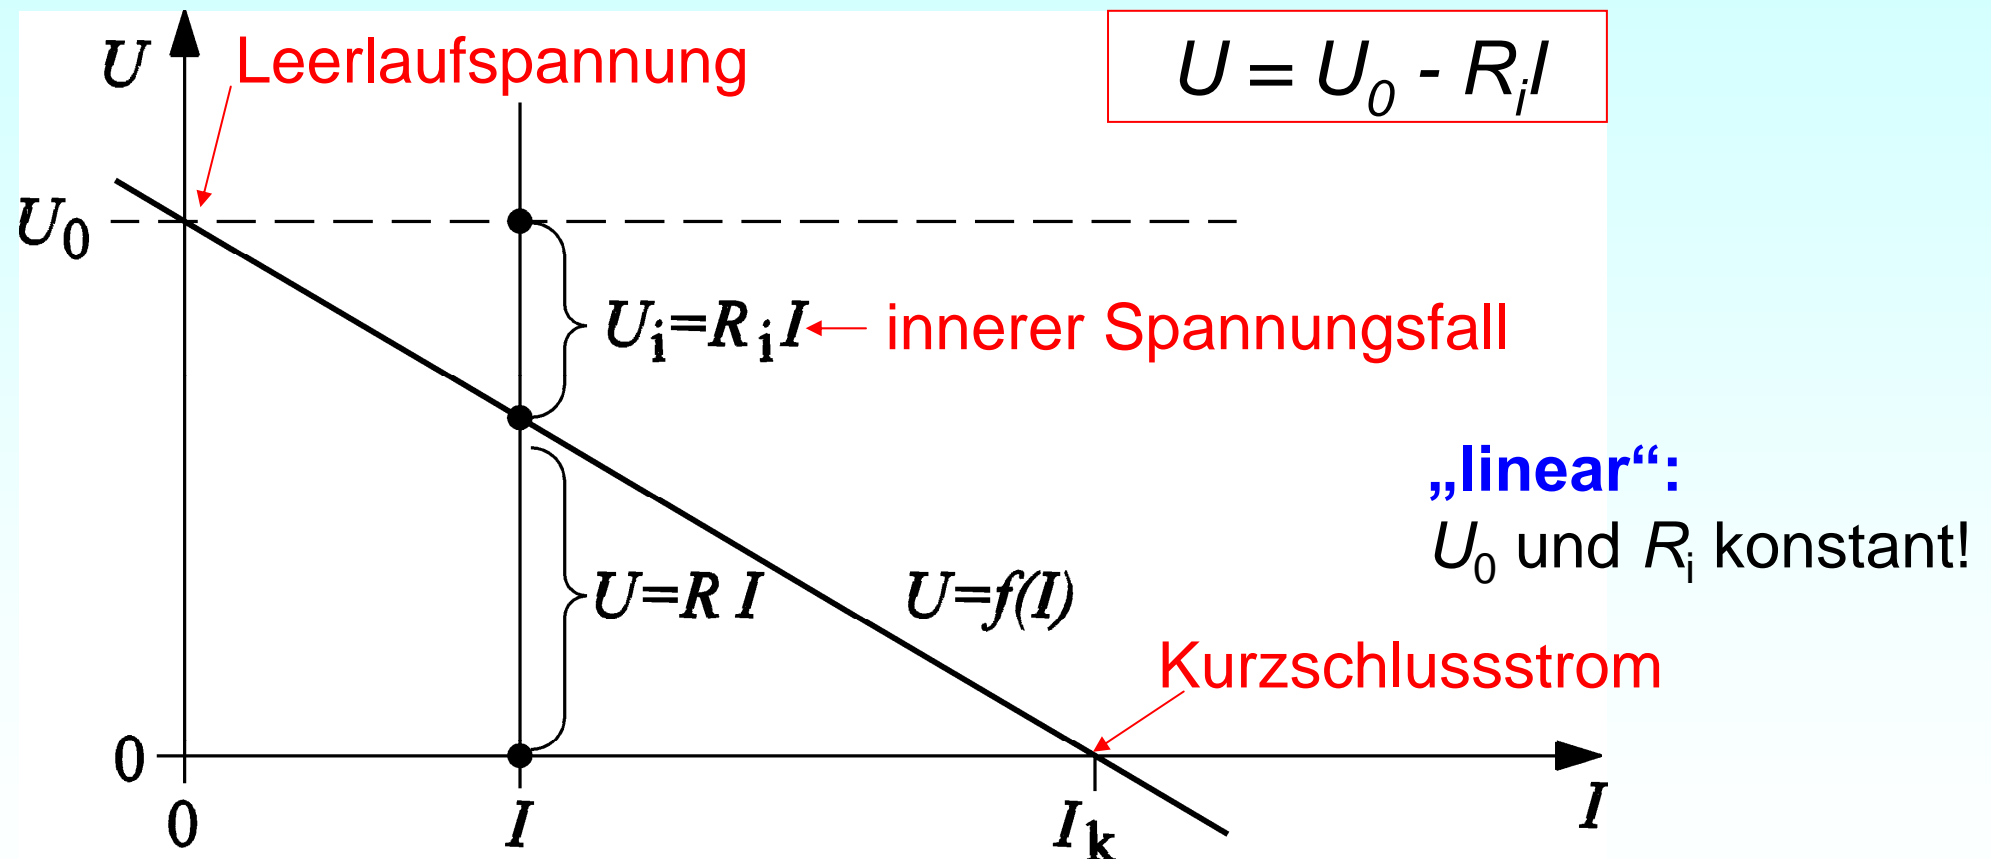 U
Leerlaufspannung
U = U₀ - RᵢI
U₀
Uᵢ=RᵢI
innerer Spannungsfall
„linear“:
U₀ und Rᵢ konstant!
U=R I
U=f(I)
Kurzschlussstrom
0
0
I
Iₖ
I